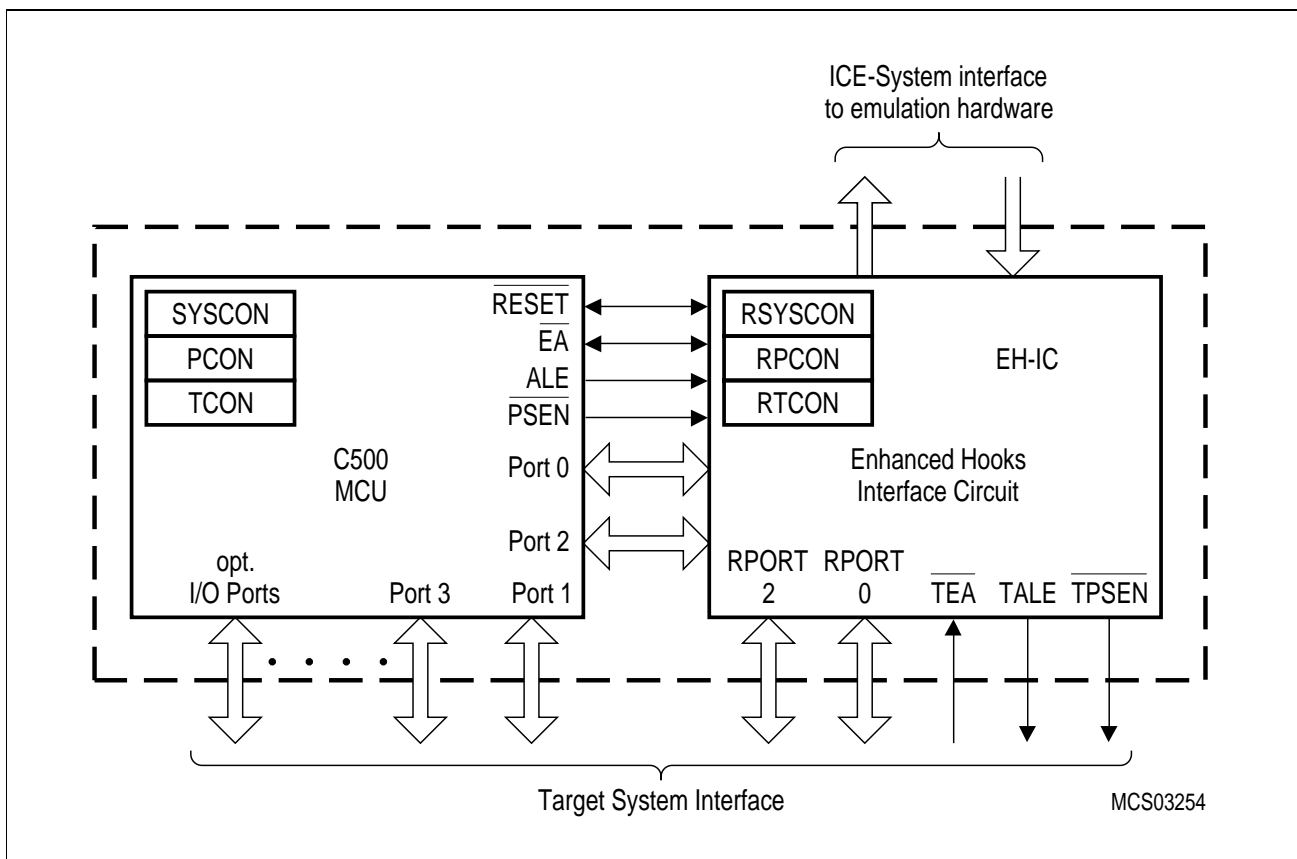 ICE-System interface
to emulation hardware
SYSCON
PCON
TCON
RESET
EA
ALE
PSEN
C500
MCU
Port 0
Port 2
opt.
I/O Ports
Port 3
Port 1
RSYSCON
RPCON
RTCON
EH-IC
Enhanced Hooks
Interface Circuit
RPORT
2
RPORT
0
TEA
TALE
TPSEN
Target System Interface
MCS03254